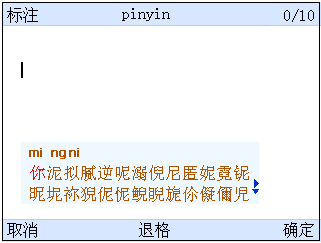 标注 pinyin 0/10
mi ngni
你泥拟腻逆呢溺倪尼匿妮霓铌
昵坭祢猊伲怩鲵睨旎伱儗儞児
取消 退格 确定